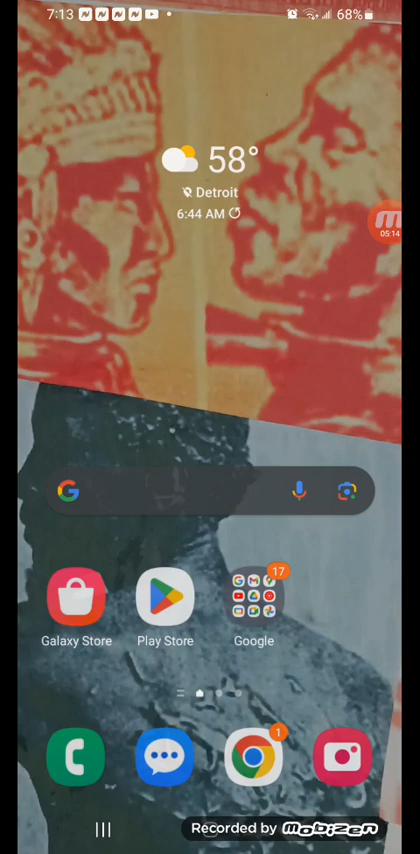 7:13
68%
58°
Detroit
6:44 AM
05:14
17
Galaxy Store
Play Store
Google
1
Recorded by MOBIZEN